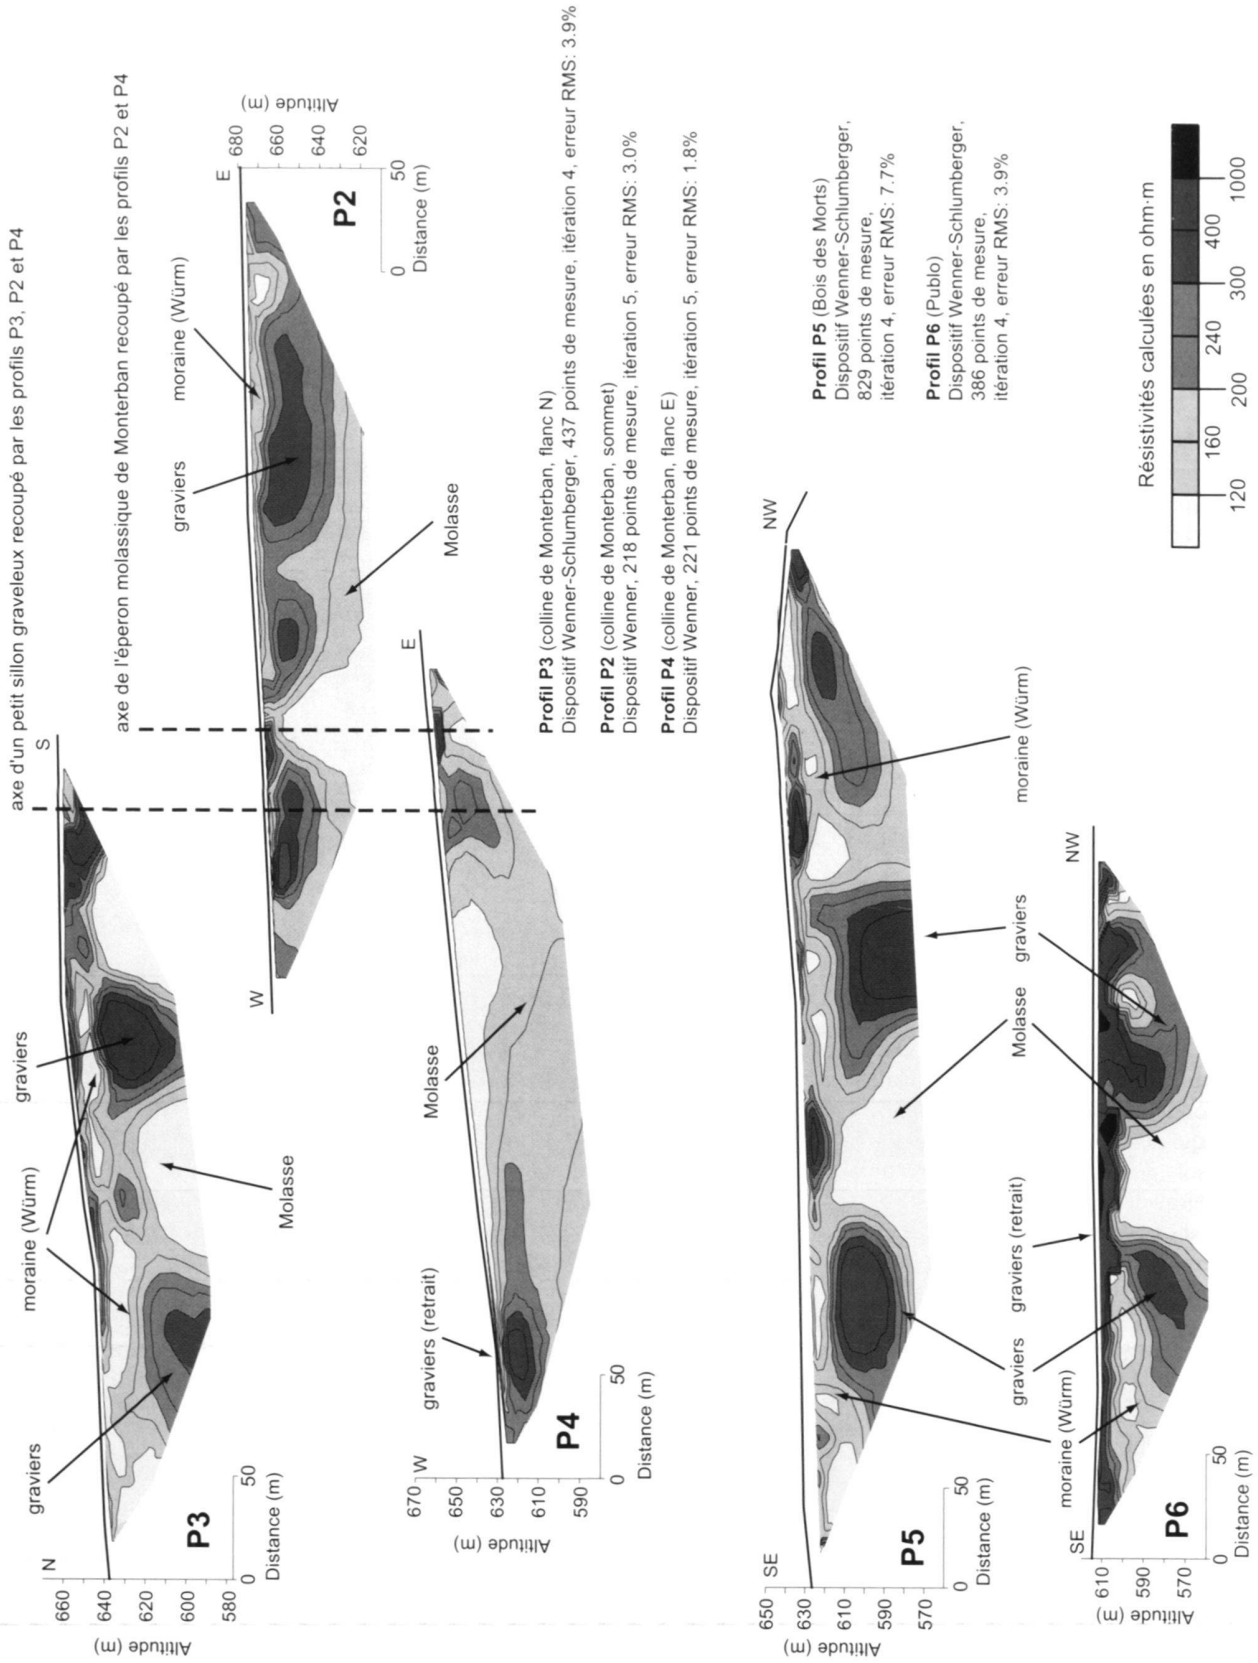 axe d'un petit sillon graveleux recoupé par les profils P3, P2 et P4
axe de l'éperon molassique de Monterban recoupé par les profils P2 et P4
N
S
660
640
620
600
580
Altitude (m)
P3
0
50
Distance (m)
graviers
moraine (Würm)
graviers
Molasse
W
E
graviers
moraine (Würm)
Molasse
P2
680
660
640
620
Altitude (m)
0
50
Distance (m)
W
E
670
650
630
610
590
Altitude (m)
P4
0
50
Distance (m)
graviers (retrait)
Molasse
Profil P3 (colline de Monterban, flanc N)
Dispositif Wenner-Schlumberger, 437 points de mesure, itération 4, erreur RMS: 3.9%
Profil P2 (colline de Monterban, sommet)
Dispositif Wenner, 218 points de mesure, itération 5, erreur RMS: 3.0%
Profil P4 (colline de Monterban, flanc E)
Dispositif Wenner, 221 points de mesure, itération 5, erreur RMS: 1.8%
SE
NW
650
630
610
590
570
Altitude (m)
P5
0
50
Distance (m)
moraine (Würm)
graviers
graviers (retrait)
Molasse
graviers
moraine (Würm)
SE
NW
610
590
570
Altitude (m)
P6
0
50
Distance (m)
Profil P5 (Bois des Morts)
Dispositif Wenner-Schlumberger,
829 points de mesure,
itération 4, erreur RMS: 7.7%
Profil P6 (Publo)
Dispositif Wenner-Schlumberger,
386 points de mesure,
itération 4, erreur RMS: 3.9%
Résistivités calculées en ohm·m
120 160 200 240 300 400 1000